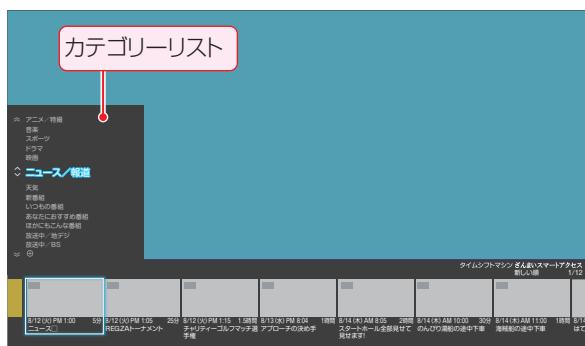 カテゴリーリスト
アニメ/特撮
音楽
スポーツ
ドラマ
映画
ニュース/報道
天気
新番組
いつもの番組
あなたにおすすめ番組
ほかにもこんな番組
放送中/地デジ
放送中/BS
タイムシフトマシン ざんまいスマートアクセス
新しい順 1/12
8/12 (火) PM 1:00 5分
ニュース□
8/12 (火) PM 1:05 25分
REGZAトーナメント
8/12 (火) PM 1:15 1.5時間
チャリティーゴルフマッチ選
手権
8/13 (水) PM 8:04 1時間
アプローチの決め手
8/14 (木) AM 8:05 2時間
スタートホール全部見せて
見せます!
8/14 (木) AM 10:00 30分
のんびり湯船の途中下車
8/14 (木) AM 11:00 1時間
海賊船の途中下車
8/14
はて